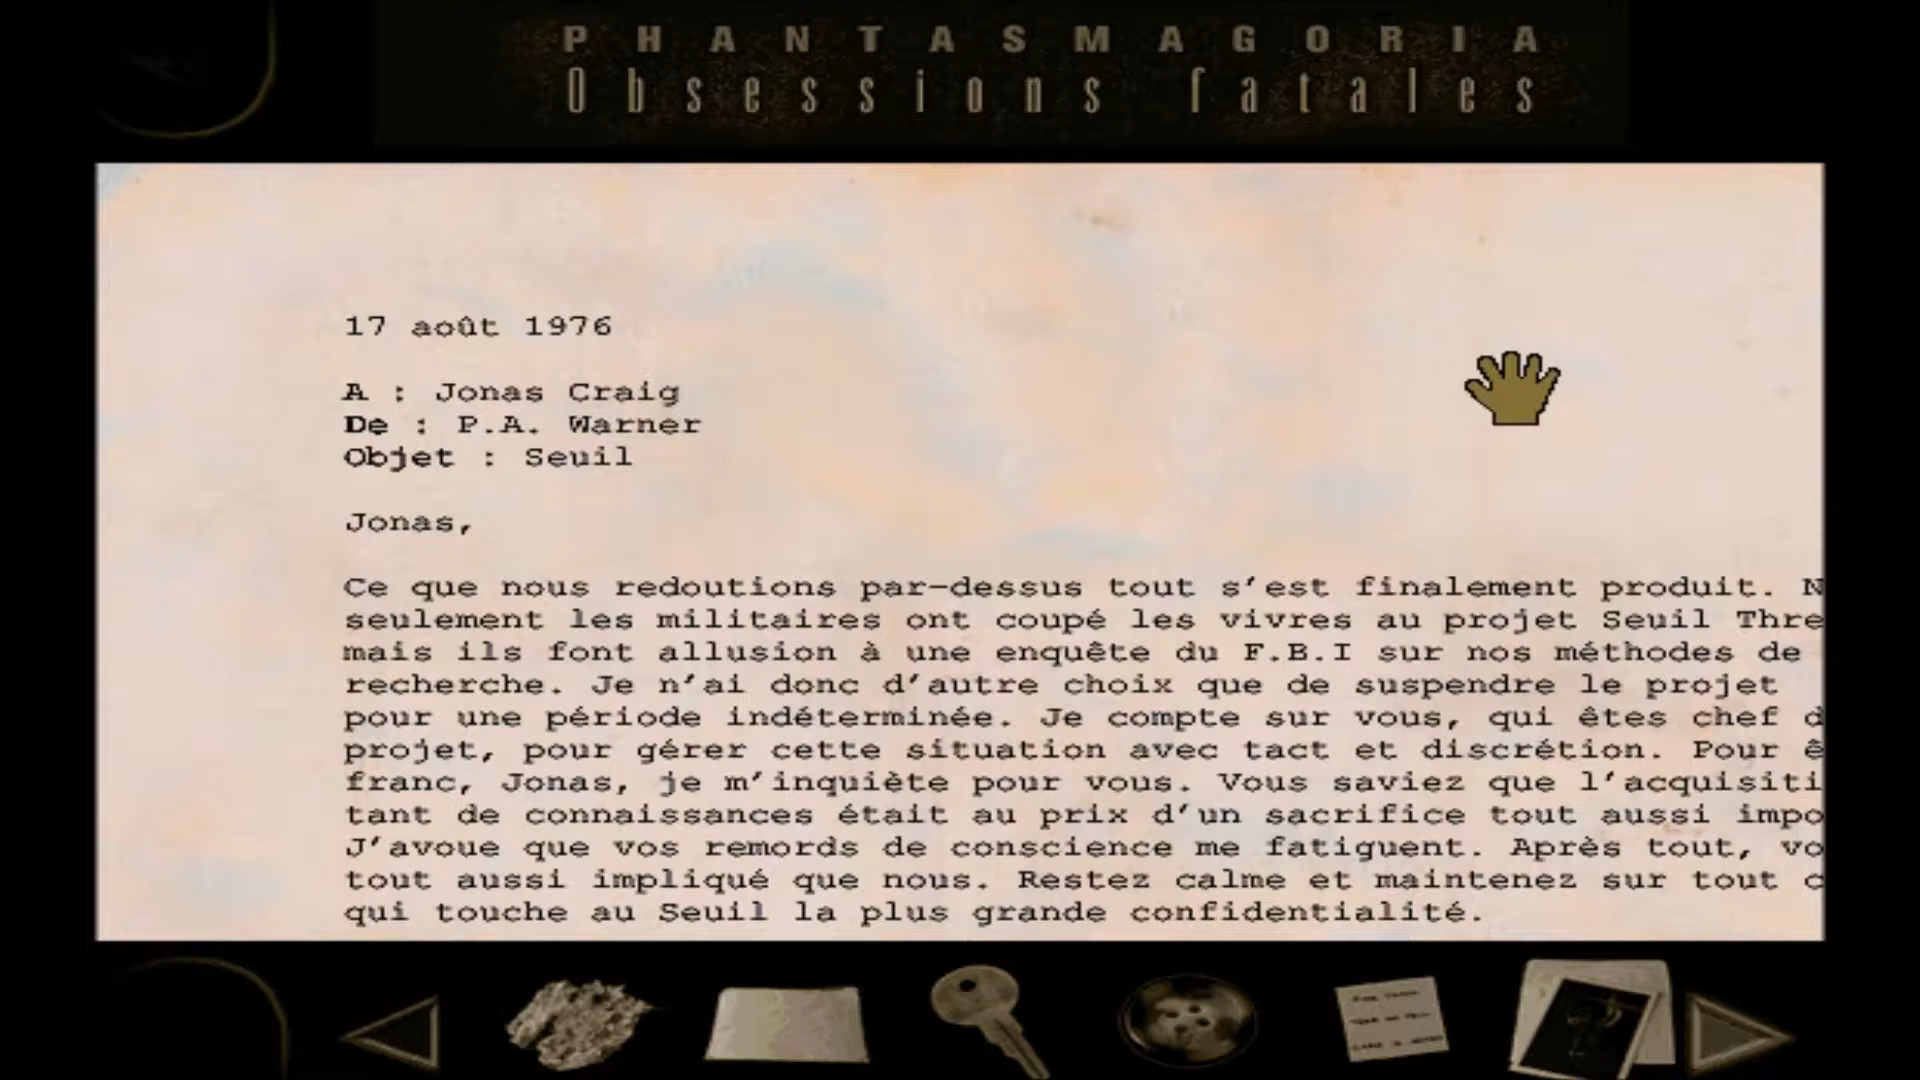 PHANTASMAGORIA
Obsessions fatales
17 août 1976
A : Jonas Craig
De : P.A. Warner
Objet : Seuil
Jonas,
Ce que nous redoutions par-dessus tout s'est finalement produit. N
seulement les militaires ont coupé les vivres au projet Seuil Thre
mais ils font allusion à une enquête du F.B.I sur nos méthodes de
recherche. Je n'ai donc d'autre choix que de suspendre le projet
pour une période indéterminée. Je compte sur vous, qui êtes chef d
projet, pour gérer cette situation avec tact et discrétion. Pour ê
franc, Jonas, je m'inquiète pour vous. Vous saviez que l'acquisiti
tant de connaissances était au prix d'un sacrifice tout aussi impo
J'avoue que vos remords de conscience me fatiguent. Après tout, vo
tout aussi impliqué que nous. Restez calme et maintenez sur tout c
qui touche au Seuil la plus grande confidentialité.